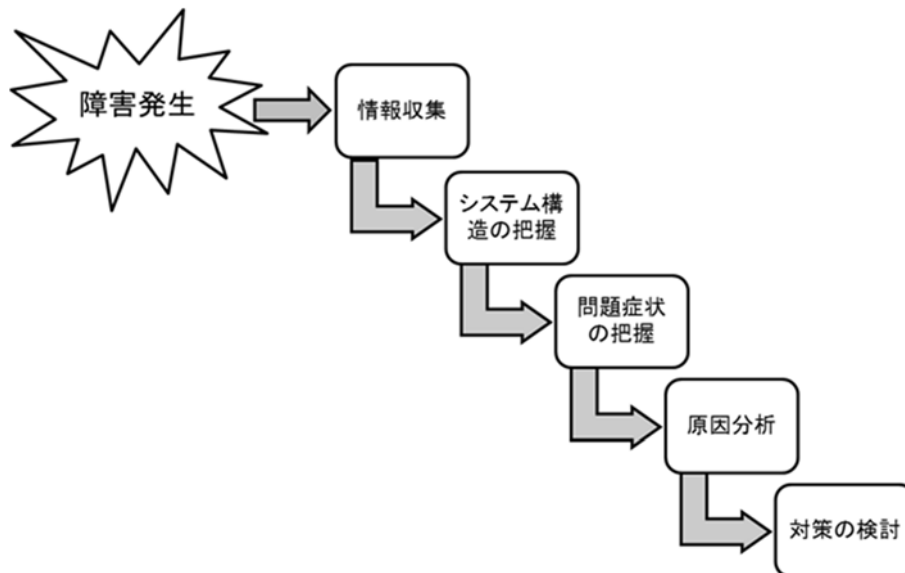 障害発生
情報収集
システム構
造の把握
問題症状
の把握
原因分析
対策の検討